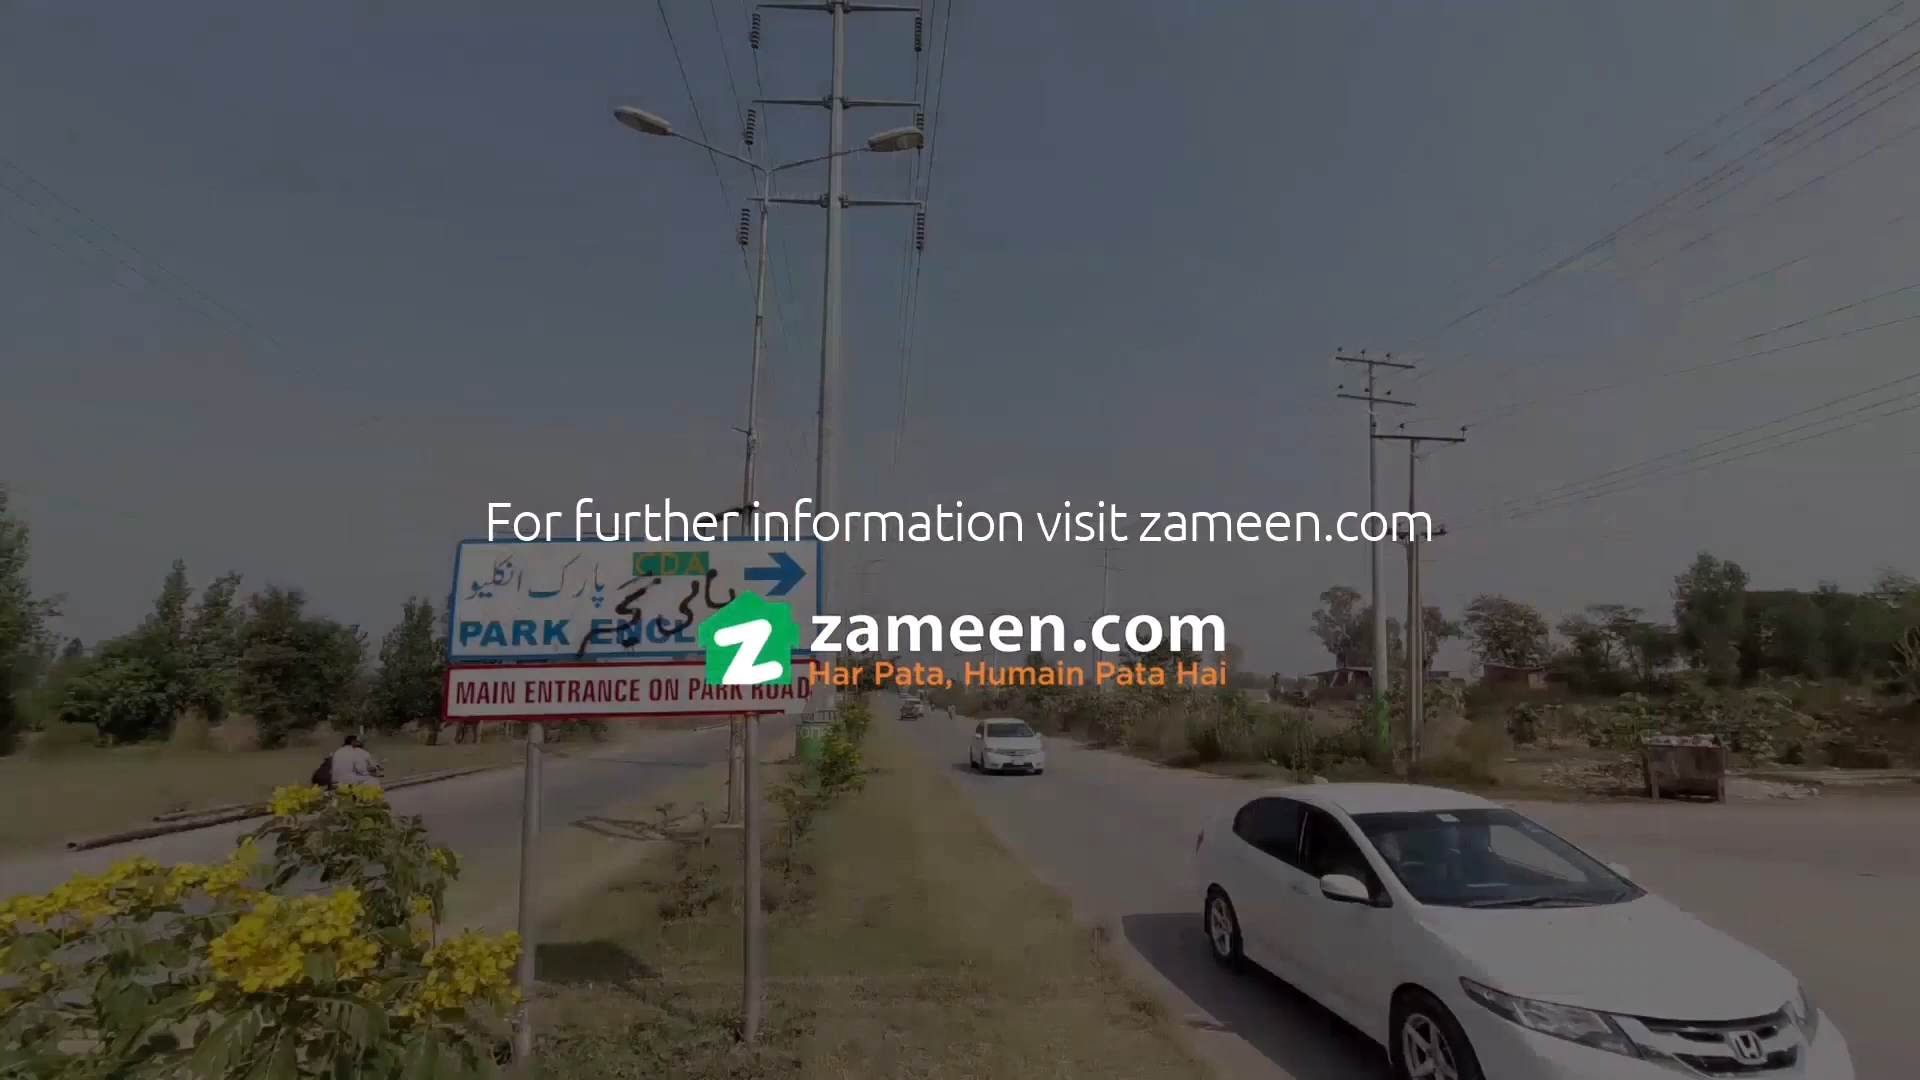 For further information visit zameen.com
CDA
پارک انکلیو
PARK ENCL
zameen.com
Har Pata, Humain Pata Hai
MAIN ENTRANCE ON PARK ROAD